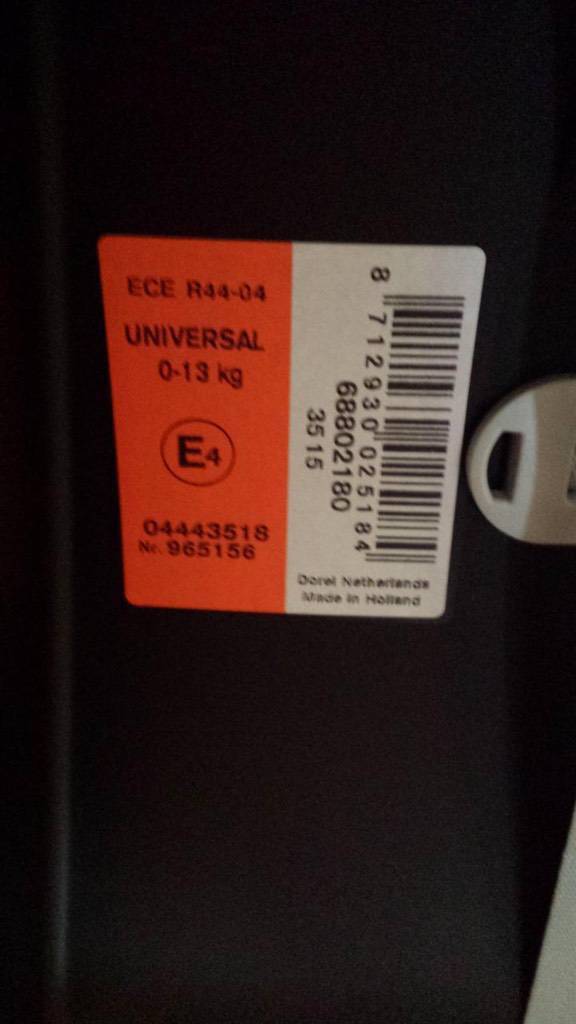 ECE R44-04
UNIVERSAL
0-13 kg
E4
04443518
Nr. 965156
8 712930 025184
68802180
3515
Dorel Netherlands
Made in Holland